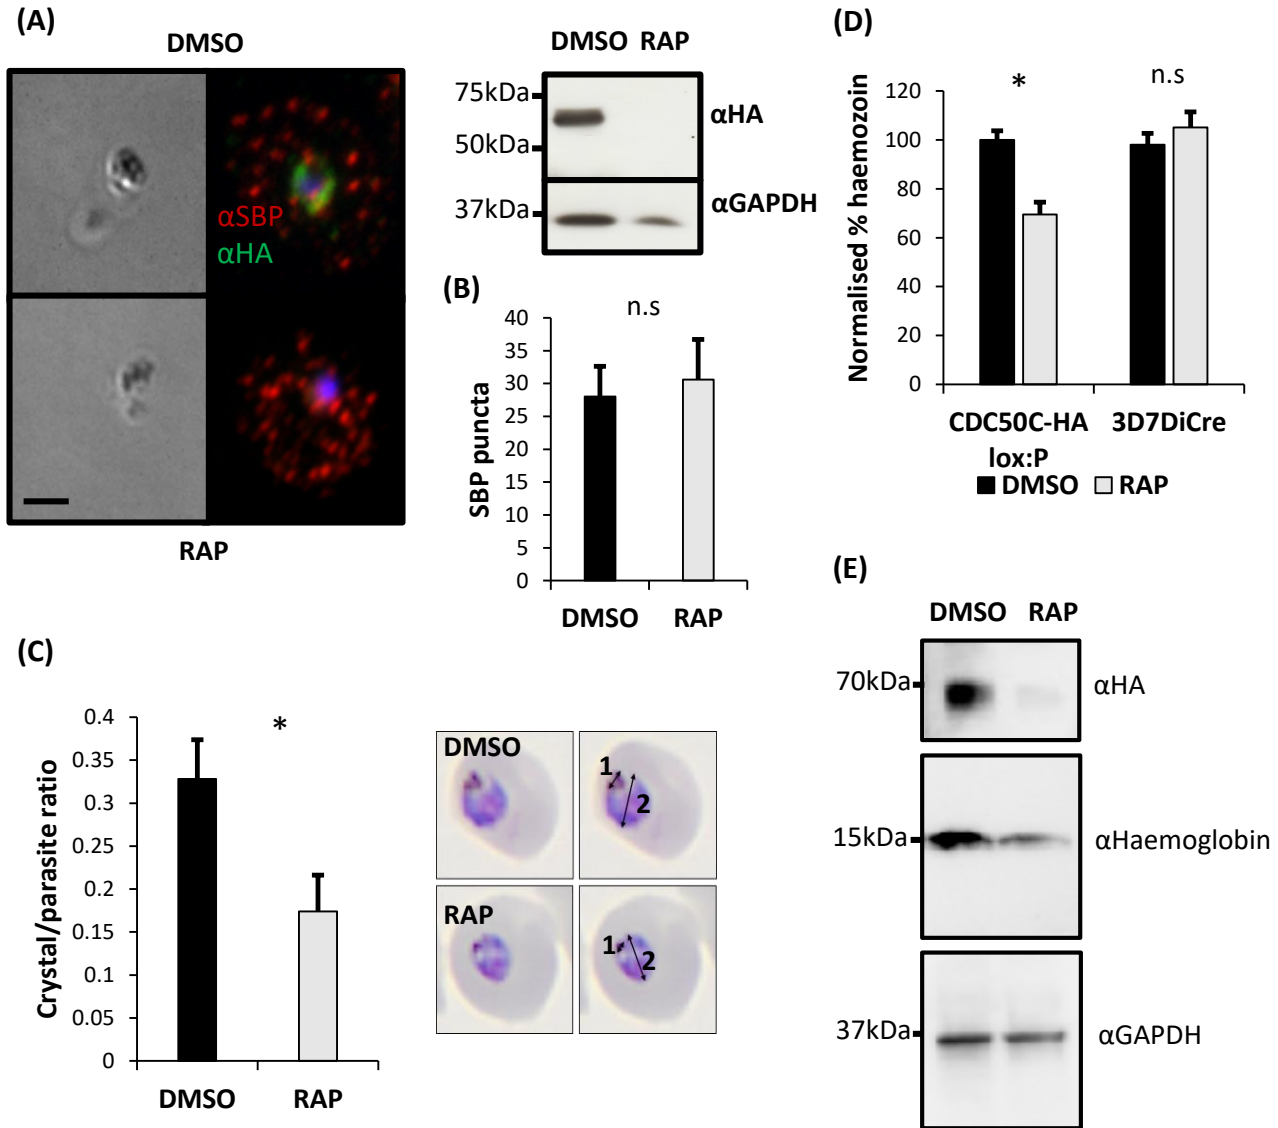 (A)
DMSO
αSBP
αHA
RAP
DMSO RAP
75kDa
50kDa
αHA
37kDa
αGAPDH
(B)
n.s
SBP puncta
40
35
30
25
20
15
10
5
0
DMSO RAP
(C)
*
Crystal/parasite ratio
0.4
0.35
0.3
0.25
0.2
0.15
0.1
0.05
0
DMSO RAP
DMSO
1
2
RAP
1
2
(D)
* n.s
Normalised % haemozoin
120
100
80
60
40
20
0
CDC50C-HA 3D7DiCre
lox:P
DMSO RAP
(E)
DMSO RAP
70kDa
αHA
15kDa
αHaemoglobin
37kDa
αGAPDH